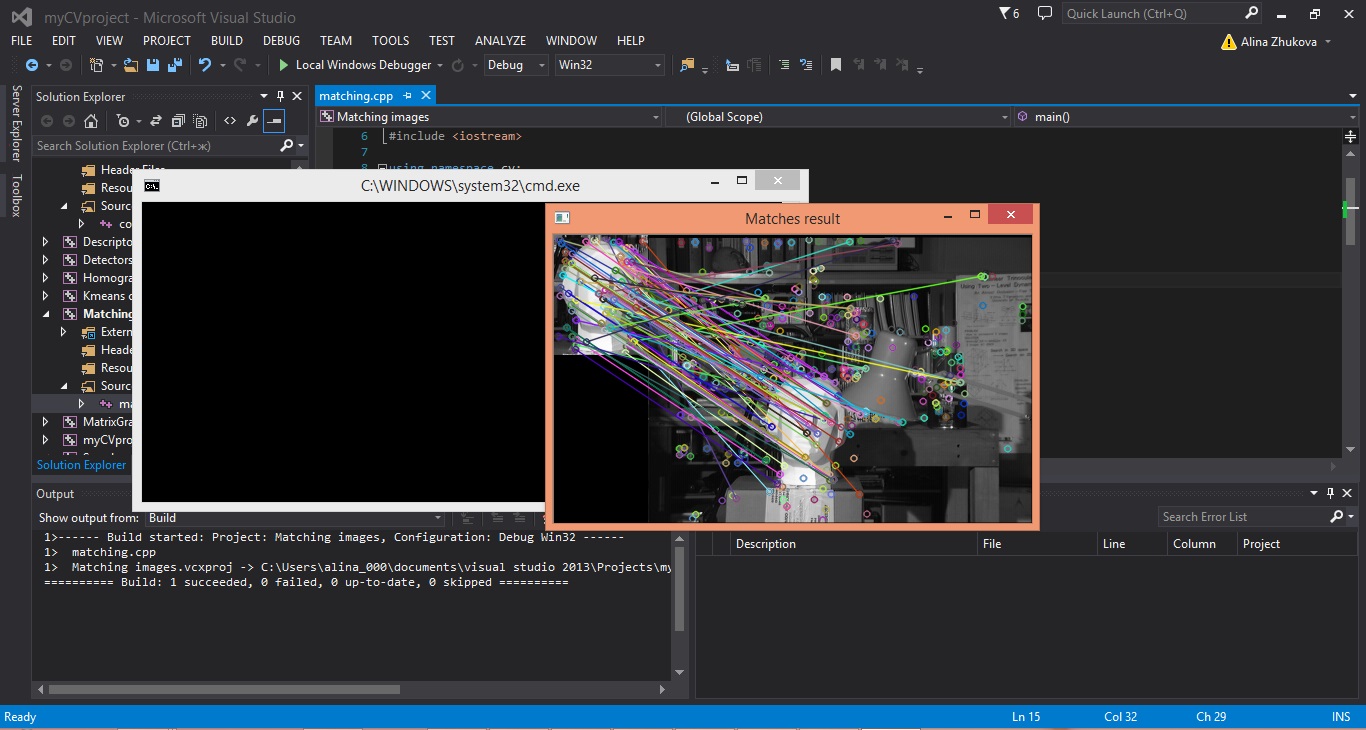 myCVproject - Microsoft Visual Studio
6
Quick Launch (Ctrl+Q)
FILE EDIT VIEW PROJECT BUILD DEBUG TEAM TOOLS TEST ANALYZE WINDOW HELP
Alina Zhukova
Local Windows Debugger
Debug
Win32
Server Explorer
Toolbox
Solution Explorer
matching.cpp
Matching images
(Global Scope)
main()
Search Solution Explorer (Ctrl+ж)
6 #include <iostream>
7
8 using namespace cv;
Header Files
Resou
Sourc
co
Descripto
Detectors
Homogra
Kmeans c
Matching
Extern
Heade
Resou
Sourc
ma
MatrixGra
myCVpro
Solution Explorer
C:\WINDOWS\system32\cmd.exe
Matches result
Output
Show output from: Build
1>------ Build started: Project: Matching images, Configuration: Debug Win32 ------
1> matching.cpp
1> Matching images.vcxproj -> C:\Users\alina_000\documents\visual studio 2013\Projects\my
========== Build: 1 succeeded, 0 failed, 0 up-to-date, 0 skipped ==========
Search Error List
Description File Line Column Project
Ready
Ln 15 Col 32 Ch 29 INS